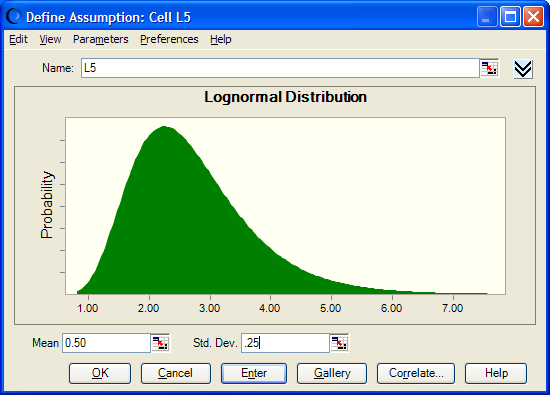 Define Assumption: Cell L5
Edit View Parameters Preferences Help
Name: L5
Lognormal Distribution
Probability
1.00 2.00 3.00 4.00 5.00 6.00 7.00
Mean 0.50 Std. Dev. .25
OK Cancel Enter Gallery Correlate... Help